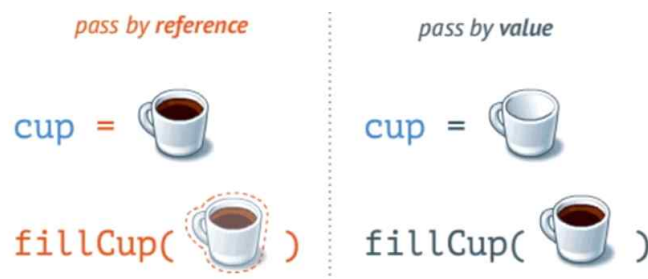 pass by reference
cup =
fillCup( )
pass by value
cup =
fillCup( )